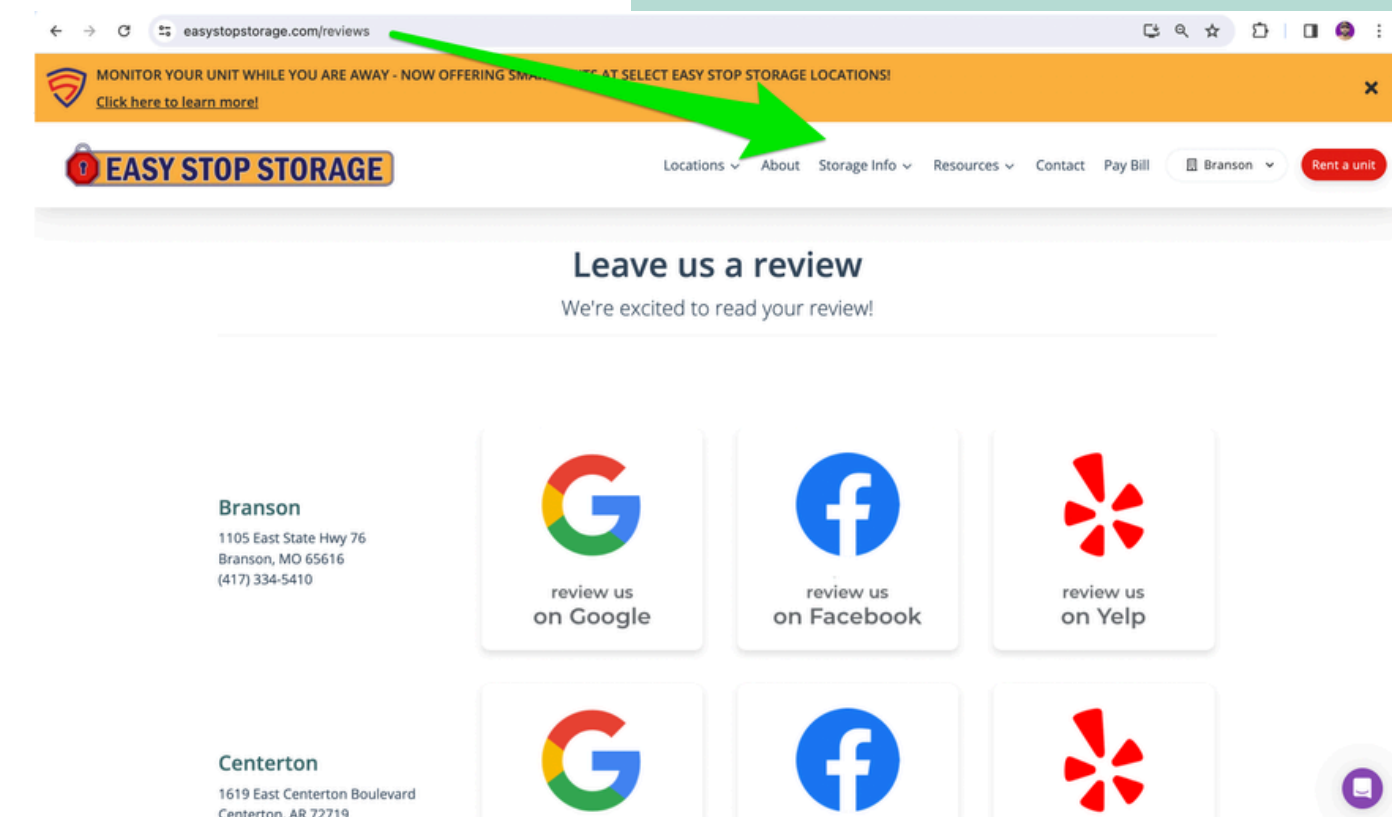 easystopstorage.com/reviews
MONITOR YOUR UNIT WHILE YOU ARE AWAY - NOW OFFERING AT SELECT EASY STOP STORAGE LOCATIONS!
Click here to learn more!
EASY STOP STORAGE
Locations About Storage Info Resources Contact Pay Bill Branson Rent a unit
Leave us a review
We're excited to read your review!
Branson
1105 East State Hwy 76
Branson, MO 65616
(417) 334-5410
review us
on Google
review us
on Facebook
review us
on Yelp
Centerton
1619 East Centerton Boulevard
Centerton, AR 72719